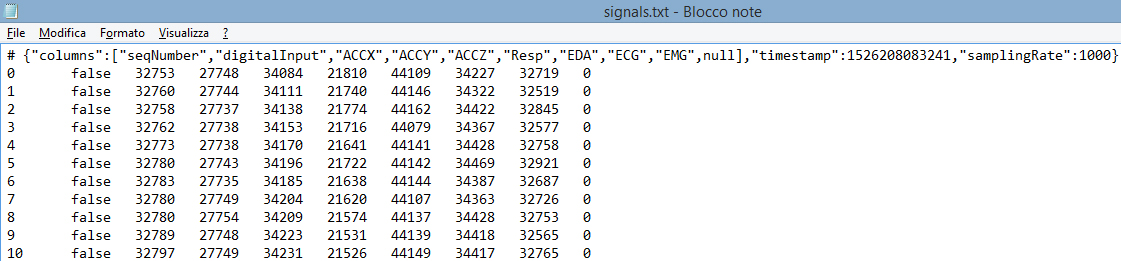 signals.txt - Blocco note
File Modifica Formato Visualizza ?
# {"columns":["seqNumber","digitalInput","ACCX","ACCY","ACCZ","Resp","EDA","ECG","EMG",null],"timestamp":1526208083241,"samplingRate":1000}
0 false 32753 27748 34084 21810 44109 34227 32719 0
1 false 32760 27744 34111 21740 44146 34322 32519 0
2 false 32758 27737 34138 21774 44162 34422 32845 0
3 false 32762 27738 34153 21716 44079 34367 32577 0
4 false 32773 27738 34170 21641 44141 34428 32758 0
5 false 32780 27743 34196 21722 44142 34469 32921 0
6 false 32783 27735 34185 21638 44144 34387 32687 0
7 false 32780 27749 34204 21620 44107 34363 32726 0
8 false 32780 27754 34209 21574 44137 34428 32753 0
9 false 32789 27748 34223 21531 44139 34418 32565 0
10 false 32797 27749 34231 21526 44149 34417 32765 0